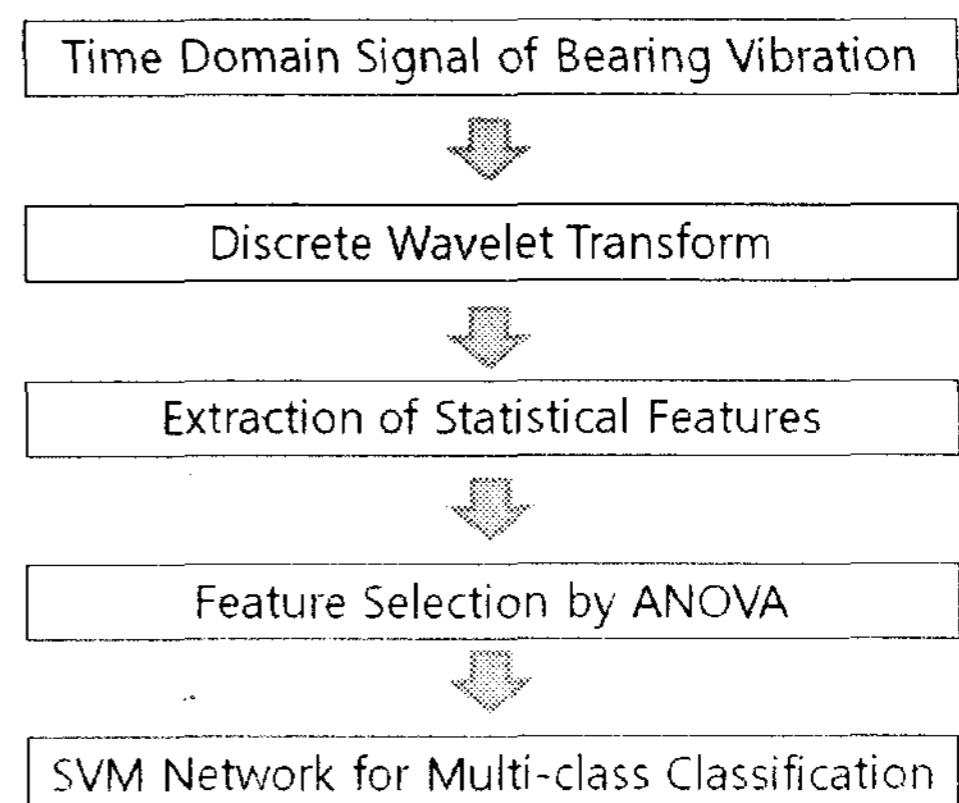 Time Domain Signal of Bearing Vibration
Discrete Wavelet Transform
Extraction of Statistical Features
Feature Selection by ANOVA
SVM Network for Multi-class Classification